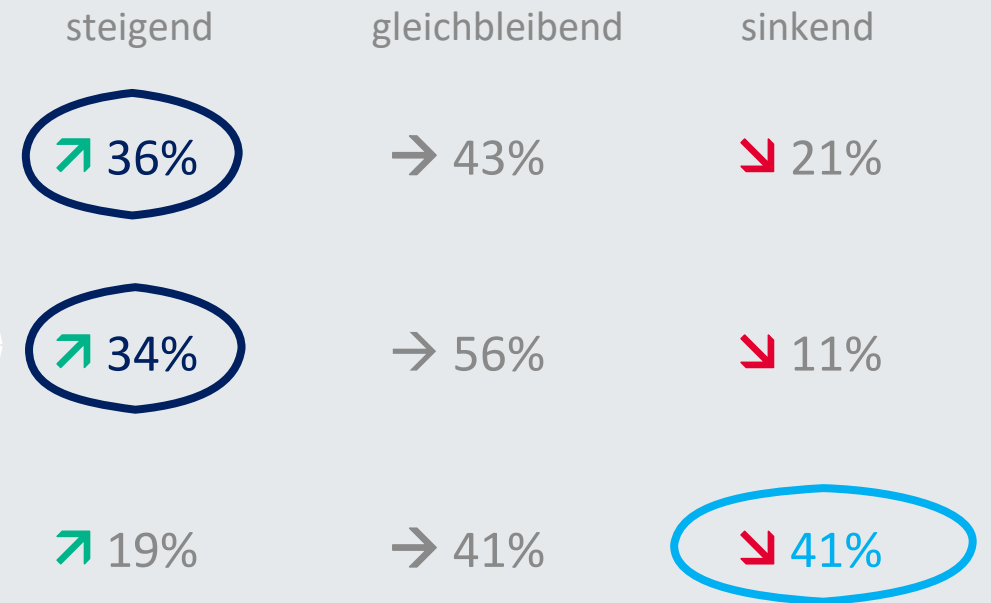 steigend gleichbleibend sinkend
36% 43% 21%
34% 56% 11%
19% 41% 41%